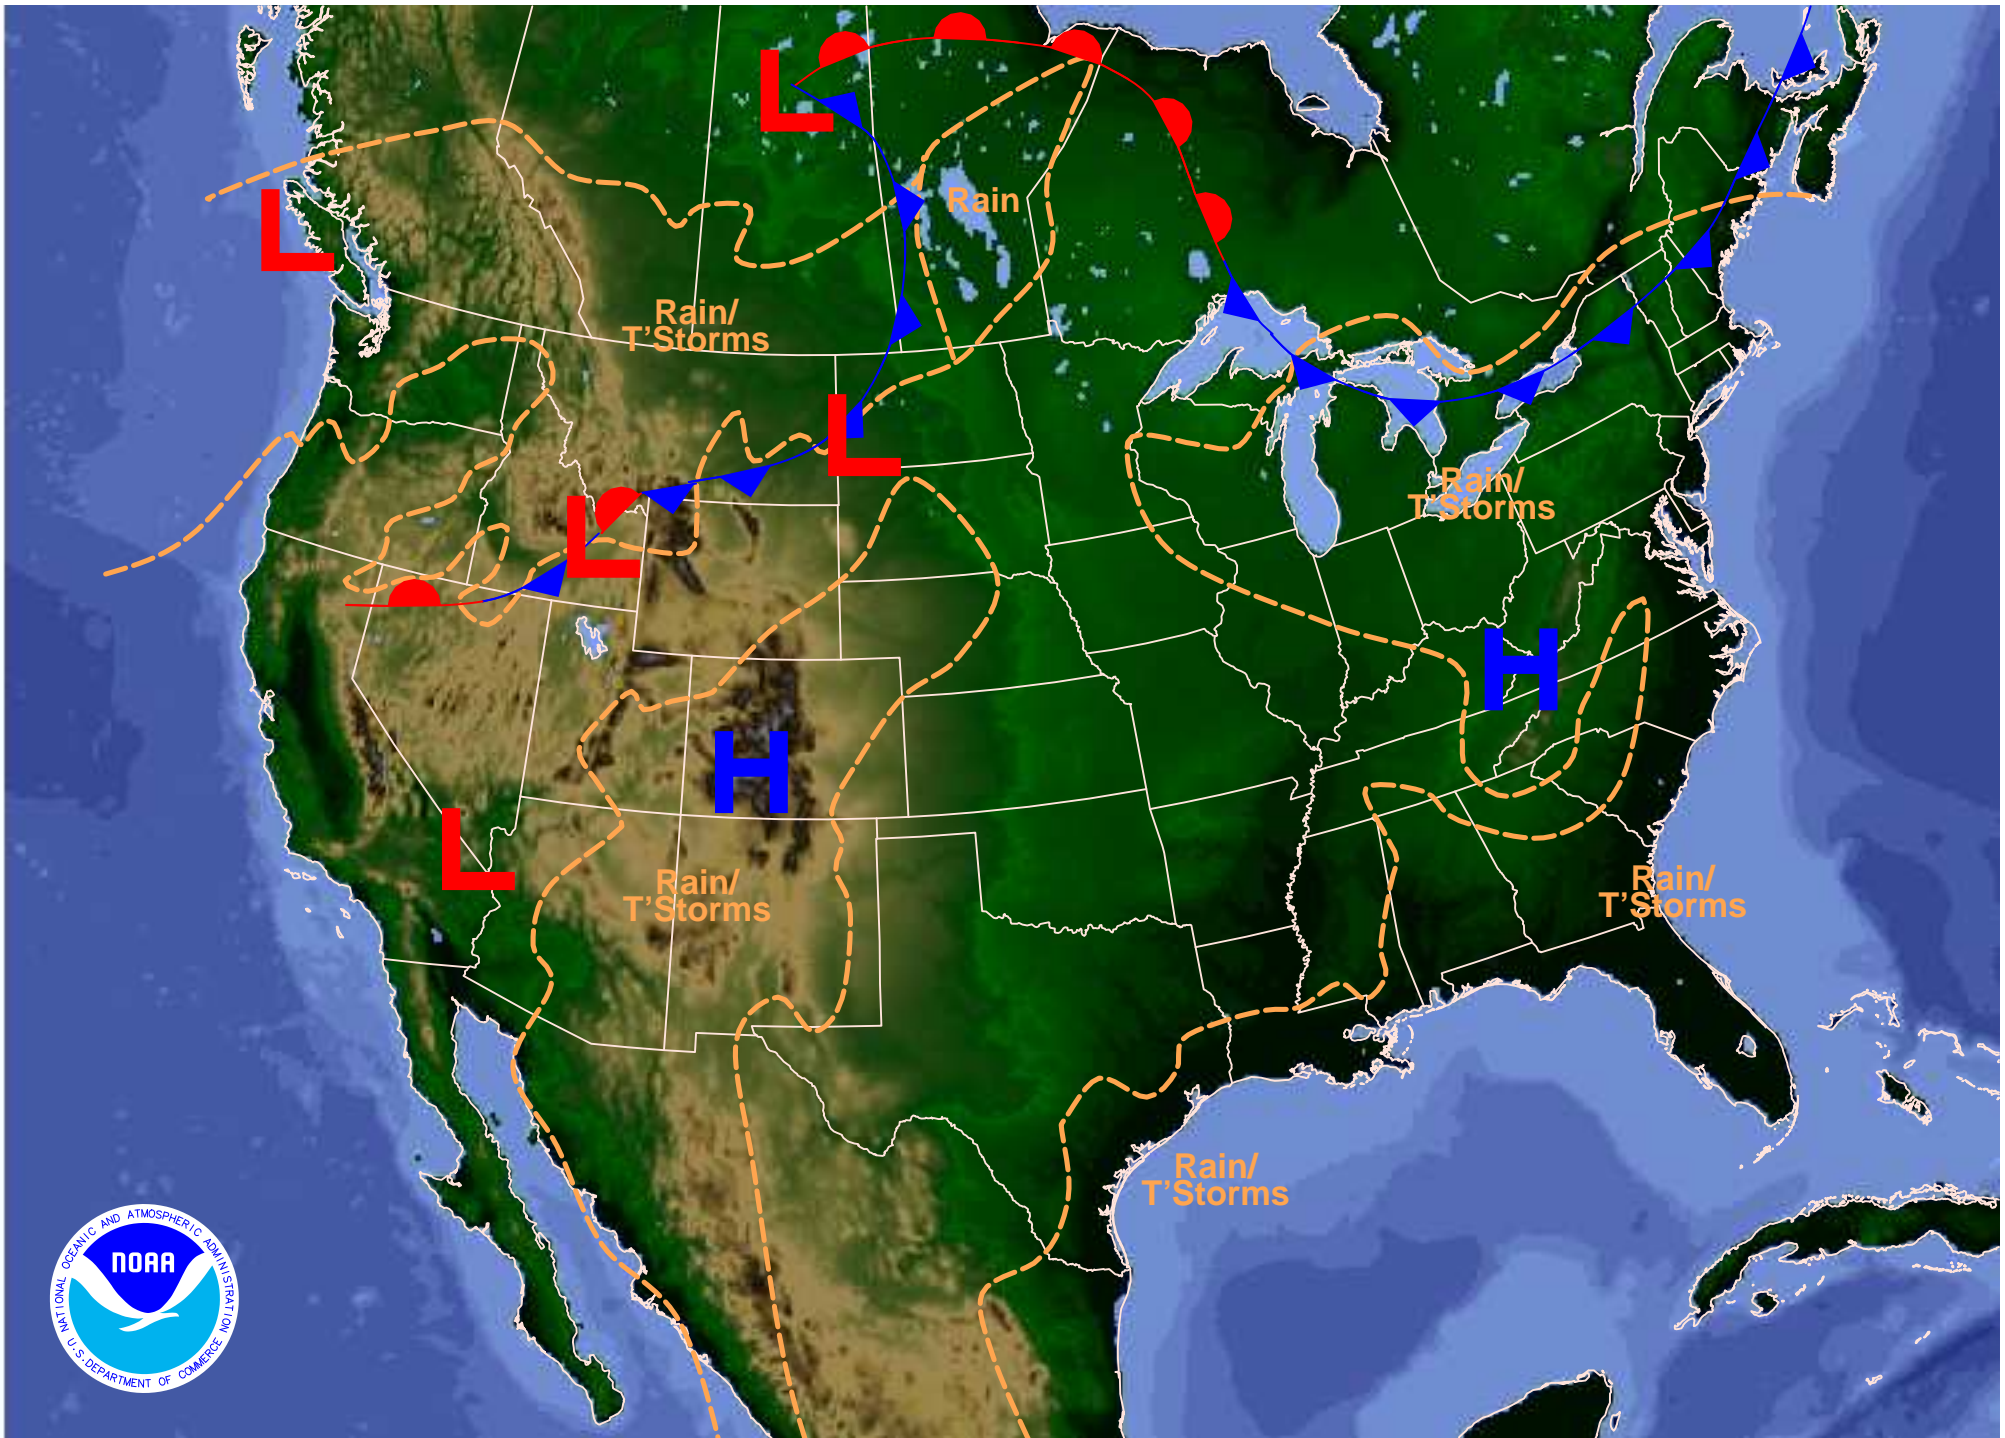 L
Rain
L
Rain/
T'Storms
L
Rain/
T'Storms
L
H
H
L
Rain/
T'Storms
Rain/
T'Storms
Rain/
T'Storms
NATIONAL OCEANIC AND ATMOSPHERIC ADMINISTRATION
NOAA
U.S. DEPARTMENT OF COMMERCE